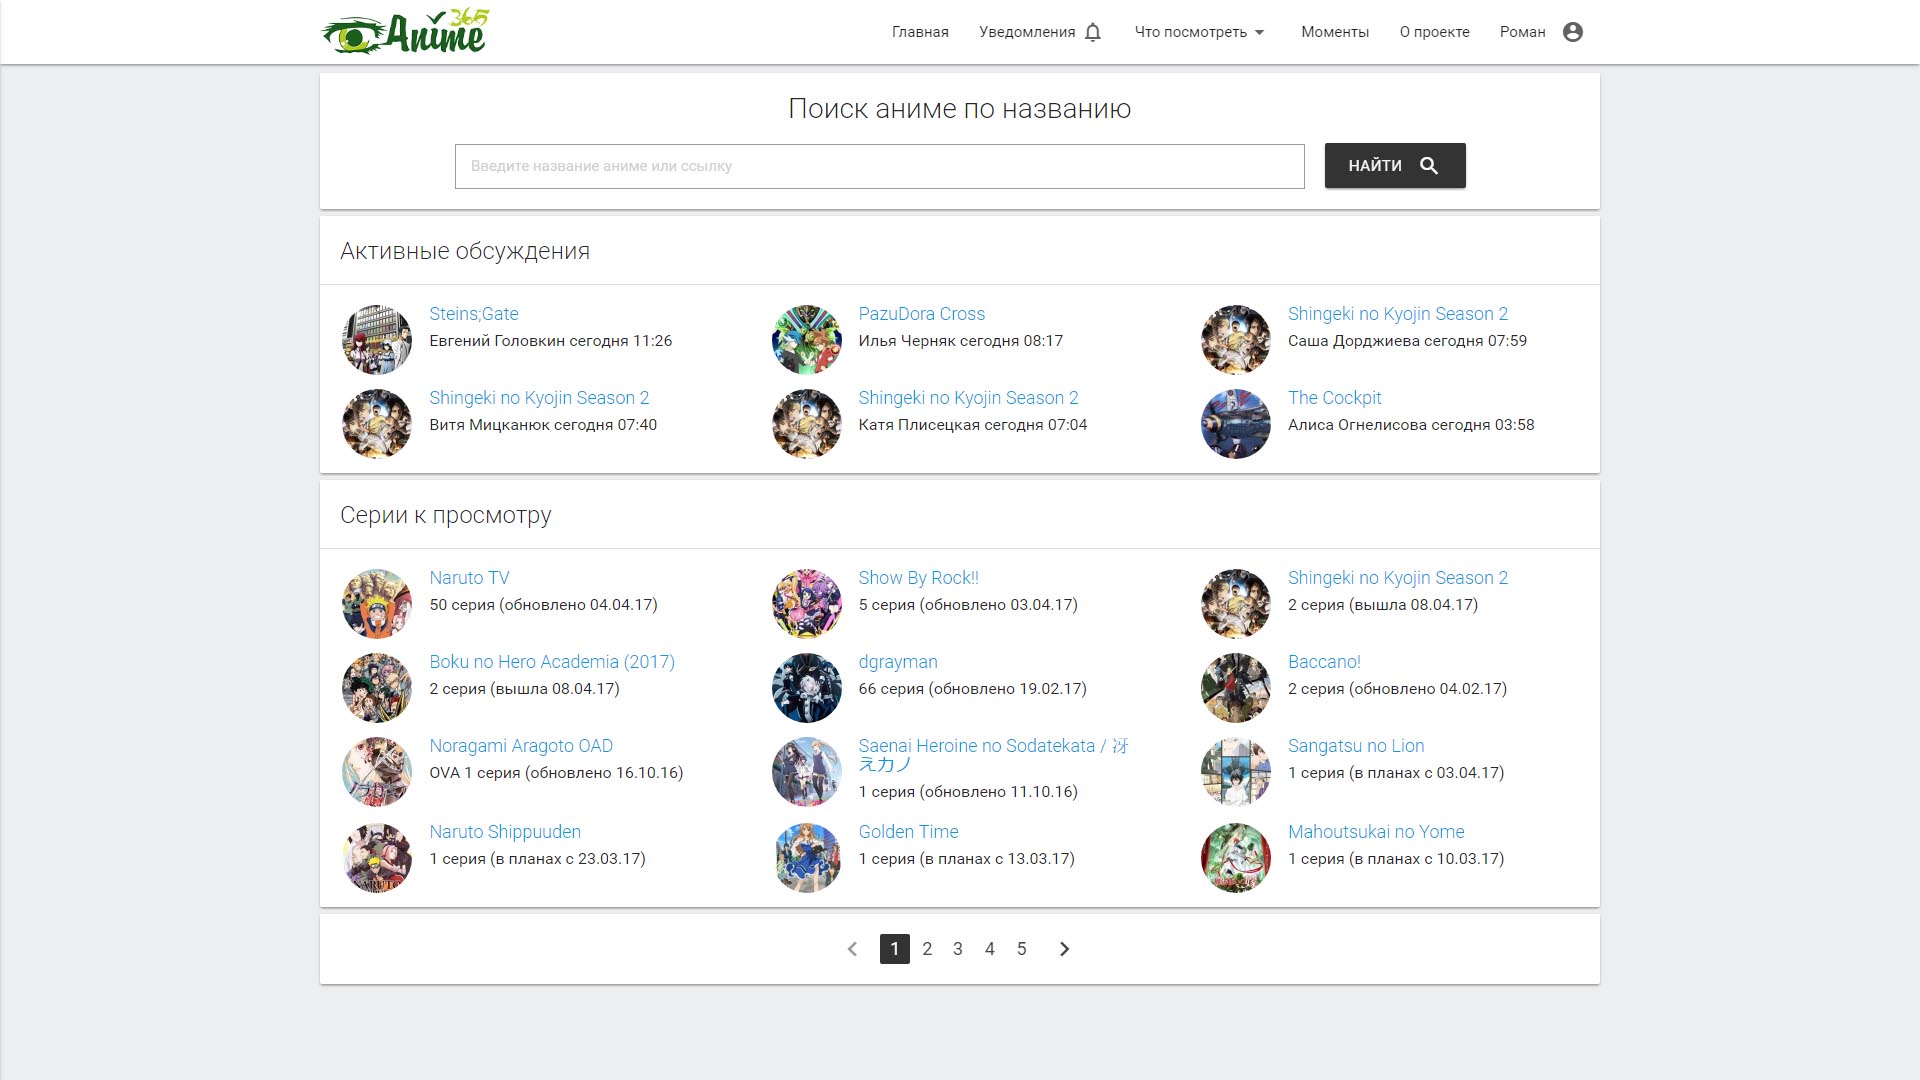 Anime 365
Главная Уведомления Что посмотреть Моменты О проекте Роман
Поиск аниме по названию
Введите название аниме или ссылку НАЙТИ
Активные обсуждения
Steins;Gate
Евгений Головкин сегодня 11:26
PazuDora Cross
Илья Черняк сегодня 08:17
Shingeki no Kyojin Season 2
Саша Дорджиева сегодня 07:59
Shingeki no Kyojin Season 2
Витя Мицканюк сегодня 07:40
Shingeki no Kyojin Season 2
Катя Плисецкая сегодня 07:04
The Cockpit
Алиса Огнелисова сегодня 03:58
Серии к просмотру
Naruto TV
50 серия (обновлено 04.04.17)
Show By Rock!!
5 серия (обновлено 03.04.17)
Shingeki no Kyojin Season 2
2 серия (вышла 08.04.17)
Boku no Hero Academia (2017)
2 серия (вышла 08.04.17)
dgrayman
66 серия (обновлено 19.02.17)
Baccano!
2 серия (обновлено 04.02.17)
Noragami Aragoto OAD
OVA 1 серия (обновлено 16.10.16)
Saenai Heroine no Sodatekata / 冴
えカノ
1 серия (обновлено 11.10.16)
Sangatsu no Lion
1 серия (в планах с 03.04.17)
Naruto Shippuuden
1 серия (в планах с 23.03.17)
Golden Time
1 серия (в планах с 13.03.17)
Mahoutsukai no Yome
1 серия (в планах с 10.03.17)
1 2 3 4 5